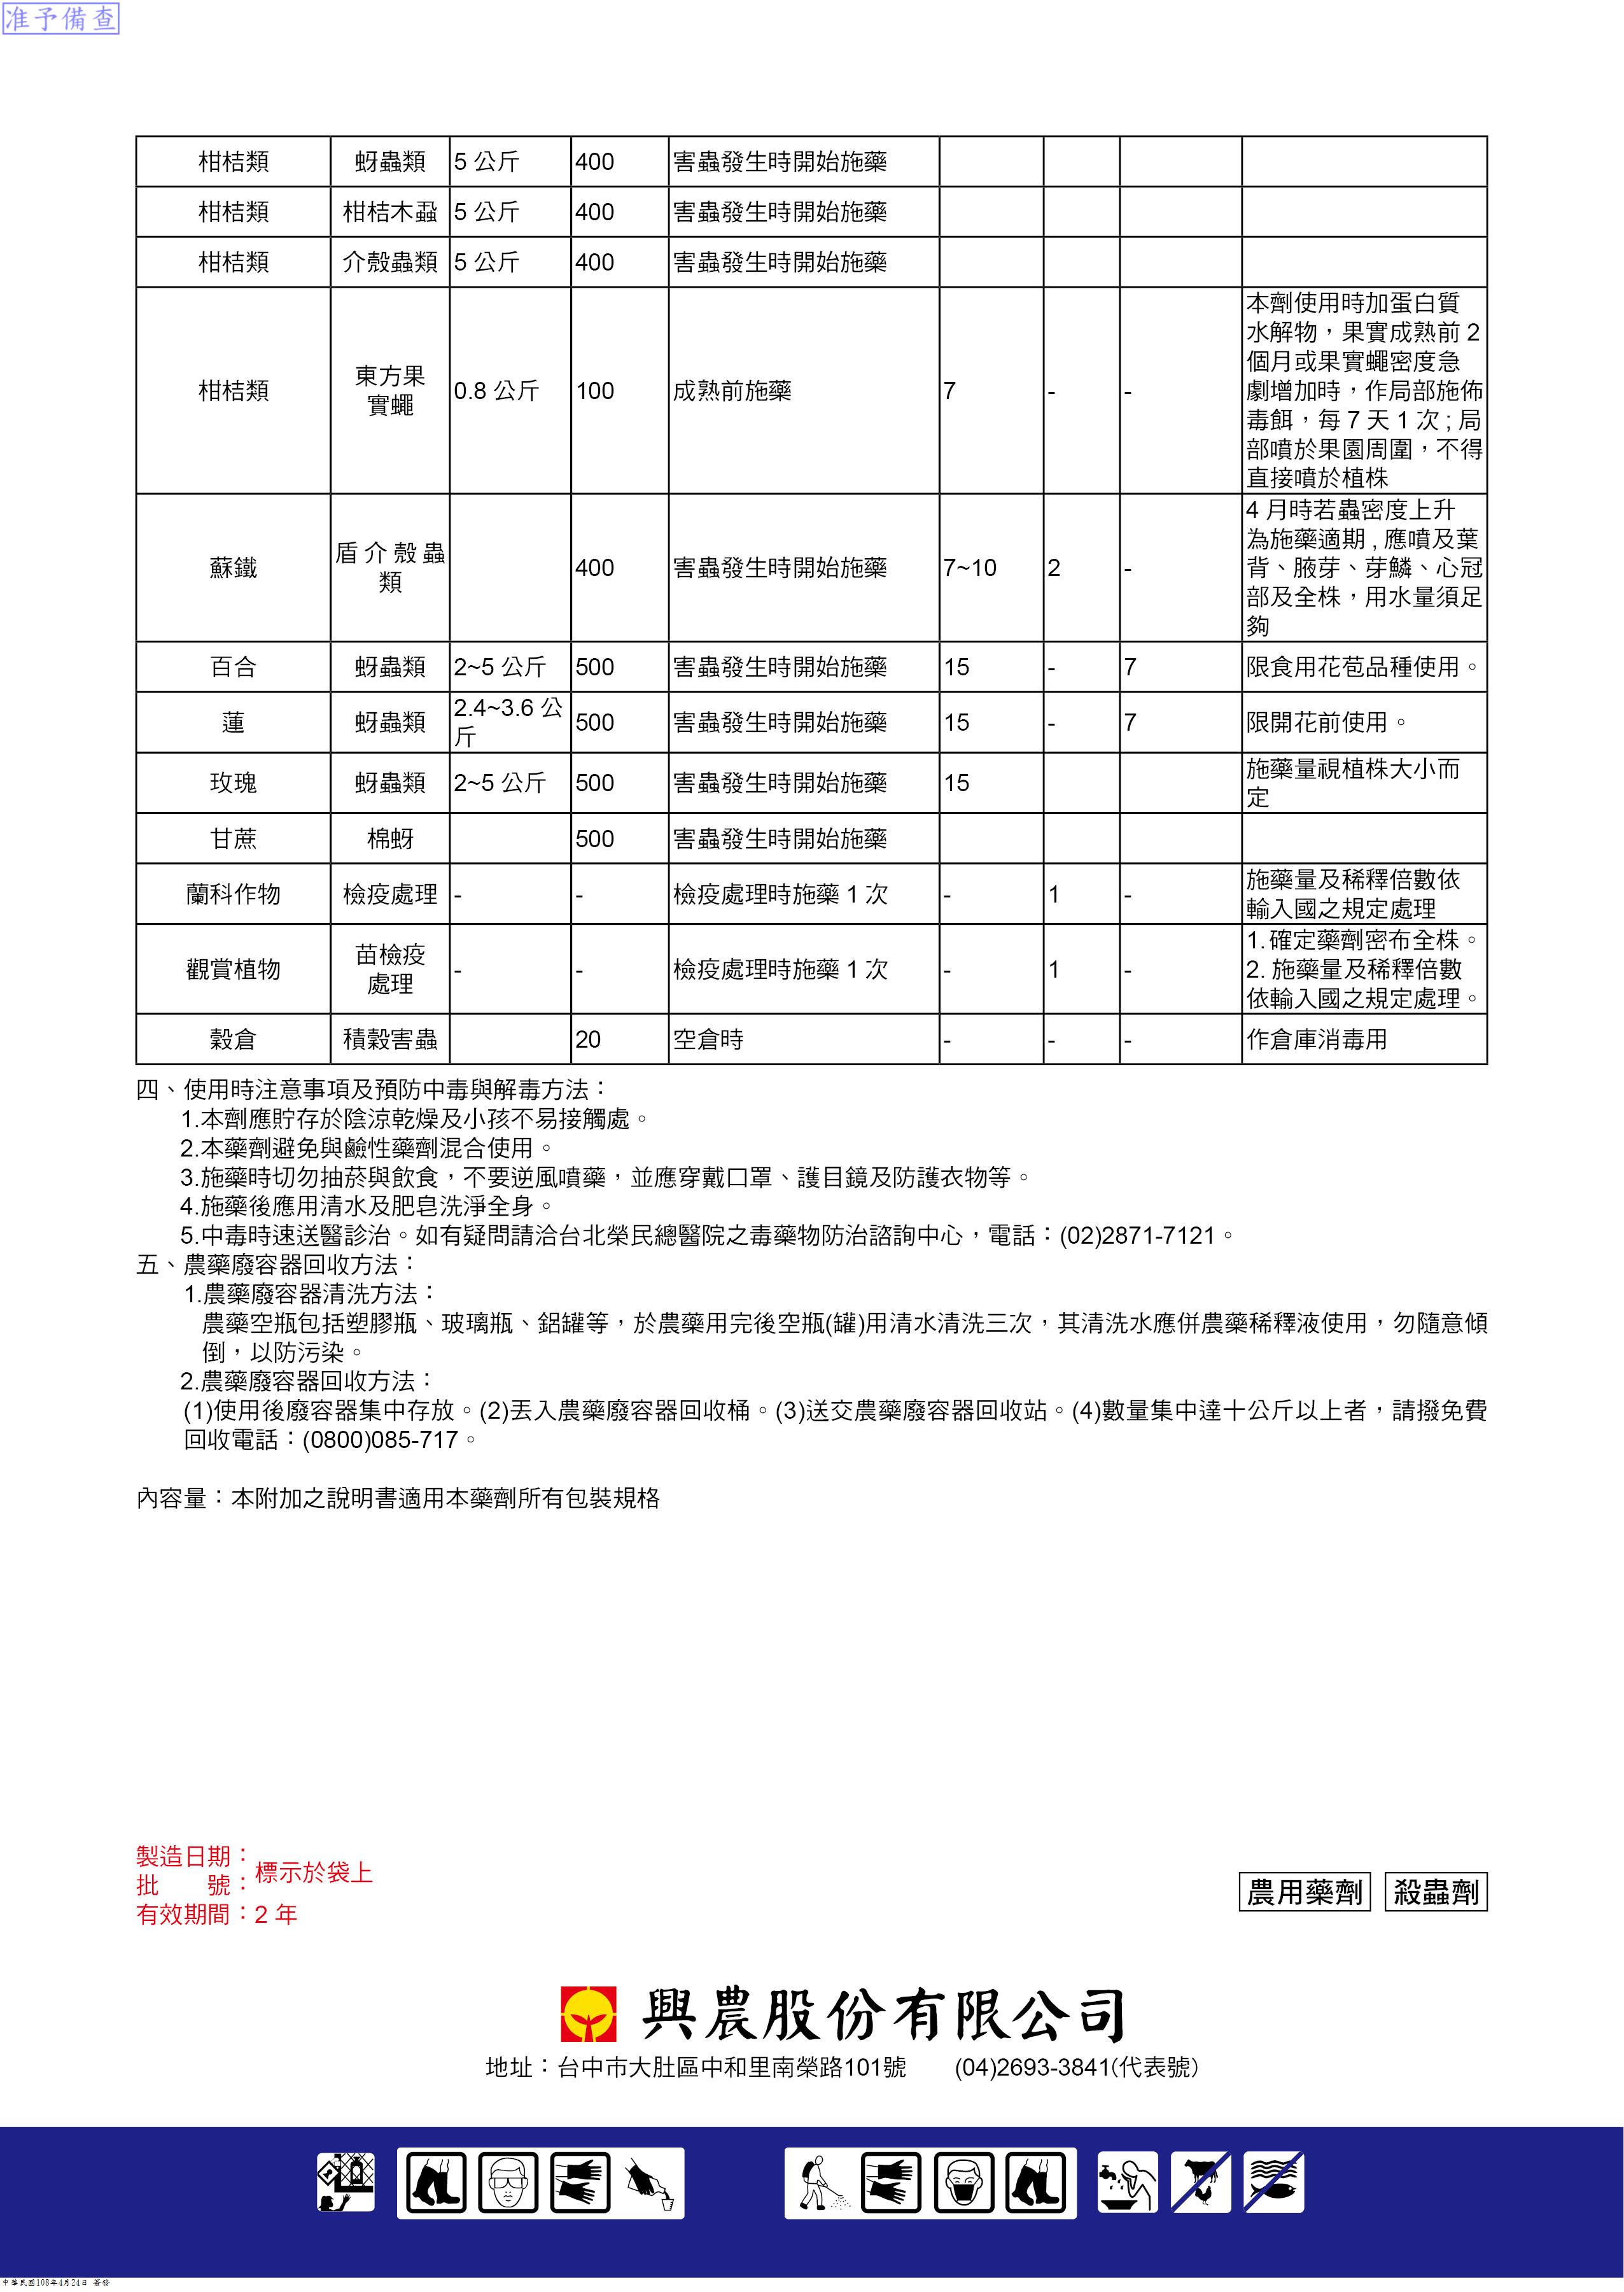 准予備查
柑桔類 蚜蟲類 5 公斤 400 害蟲發生時開始施藥
柑桔類 柑桔木蝨 5 公斤 400 害蟲發生時開始施藥
柑桔類 介殼蟲類 5 公斤 400 害蟲發生時開始施藥
柑桔類 東方果實蠅 0.8 公斤 100 成熟前施藥 7 - -
本劑使用時加蛋白質
水解物，果實成熟前 2
個月或果實蠅密度急
劇增加時，作局部施佈
毒餌，每 7 天 1 次 ; 局
部噴於果園周圍，不得
直接噴於植株
蘇鐵 盾介殼蟲類 400 害蟲發生時開始施藥 7~10 2 -
4 月時若蟲密度上升
為施藥適期 , 應噴及葉
背、腋芽、芽鱗、心冠
部及全株，用水量須足
夠
百合 蚜蟲類 2~5 公斤 500 害蟲發生時開始施藥 15 - 7 限食用花苞品種使用。
蓮 蚜蟲類 2.4~3.6 公斤 500 害蟲發生時開始施藥 15 - 7 限開花前使用。
玫瑰 蚜蟲類 2~5 公斤 500 害蟲發生時開始施藥 15
施藥量視植株大小而
定
甘蔗 棉蚜 500 害蟲發生時開始施藥
蘭科作物 檢疫處理 - - 檢疫處理時施藥 1 次 - 1 -
施藥量及稀釋倍數依
輸入國之規定處理
觀賞植物 苗檢疫處理 - - 檢疫處理時施藥 1 次 - 1 -
1. 確定藥劑密布全株。
2. 施藥量及稀釋倍數
依輸入國之規定處理。
穀倉 積穀害蟲 20 空倉時 - - - 作倉庫消毒用
四、使用時注意事項及預防中毒與解毒方法：
1.本劑應貯存於陰涼乾燥及小孩不易接觸處。
2.本藥劑避免與鹼性藥劑混合使用。
3.施藥時切勿抽菸與飲食，不要逆風噴藥，並應穿戴口罩、護目鏡及防護衣物等。
4.施藥後應用清水及肥皂洗淨全身。
5.中毒時速送醫診治。如有疑問請洽台北榮民總醫院之毒藥物防治諮詢中心，電話：(02)2871-7121。
五、農藥廢容器回收方法：
1.農藥廢容器清洗方法：
農藥空瓶包括塑膠瓶、玻璃瓶、鋁罐等，於農藥用完後空瓶(罐)用清水清洗三次，其清洗水應併農藥稀釋液使用，勿隨意傾
倒，以防污染。
2.農藥廢容器回收方法：
(1)使用後廢容器集中存放。(2)丟入農藥廢容器回收桶。(3)送交農藥廢容器回收站。(4)數量集中達十公斤以上者，請撥免費
回收電話：(0800)085-717。
內容量：本附加之說明書適用本藥劑所有包裝規格
製造日期：
批　　號：標示於袋上
有效期間：2 年
農用藥劑 殺蟲劑
興農股份有限公司
地址：台中市大肚區中和里南榮路101號 (04)2693-3841(代表號)
中華民國108年4月24日 簽發